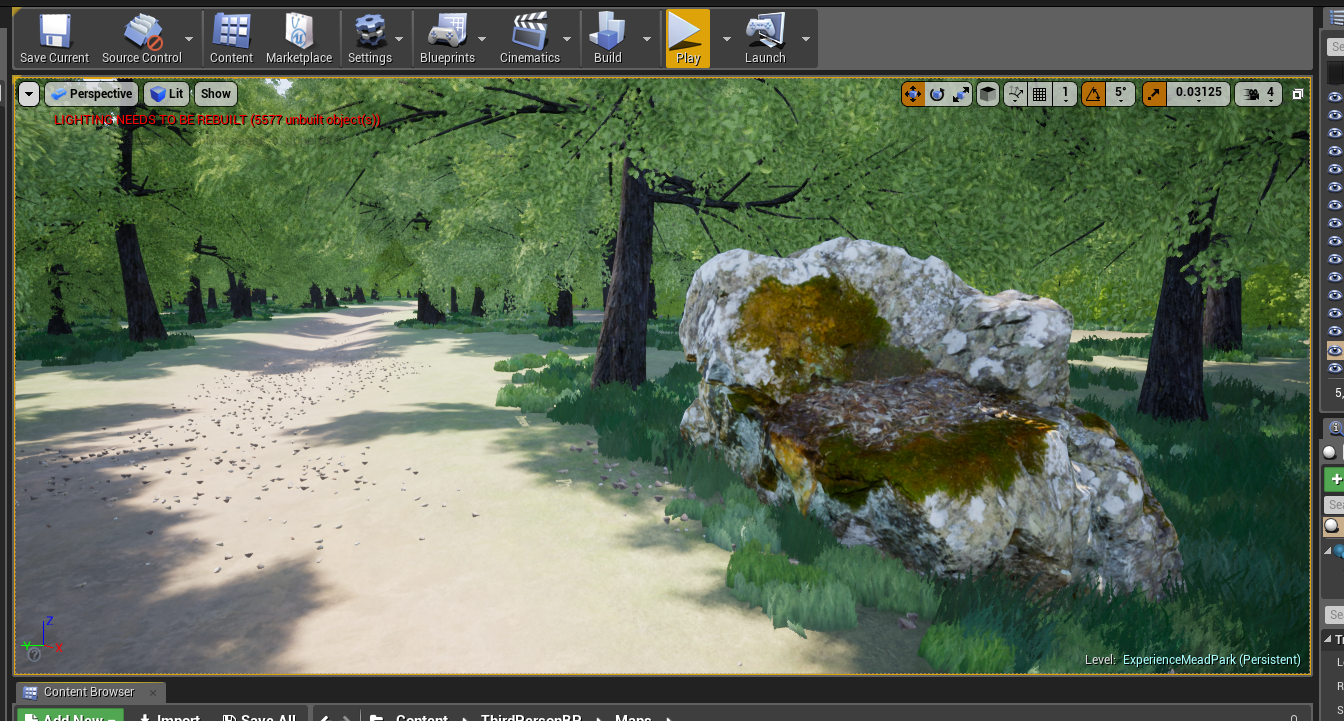 Save Current Source Control Content Marketplace Settings Blueprints Cinematics Build Play Launch
Perspective Lit Show 1 5° 0.03125 4
LIGHTING NEEDS TO BE REBUILT (5577 unbuilt object(s))
5,
Z
Y X
Level: ExperienceMeadPark (Persistent)
Content Browser
Add New Import Save All Content ThirdPersonBP Maps